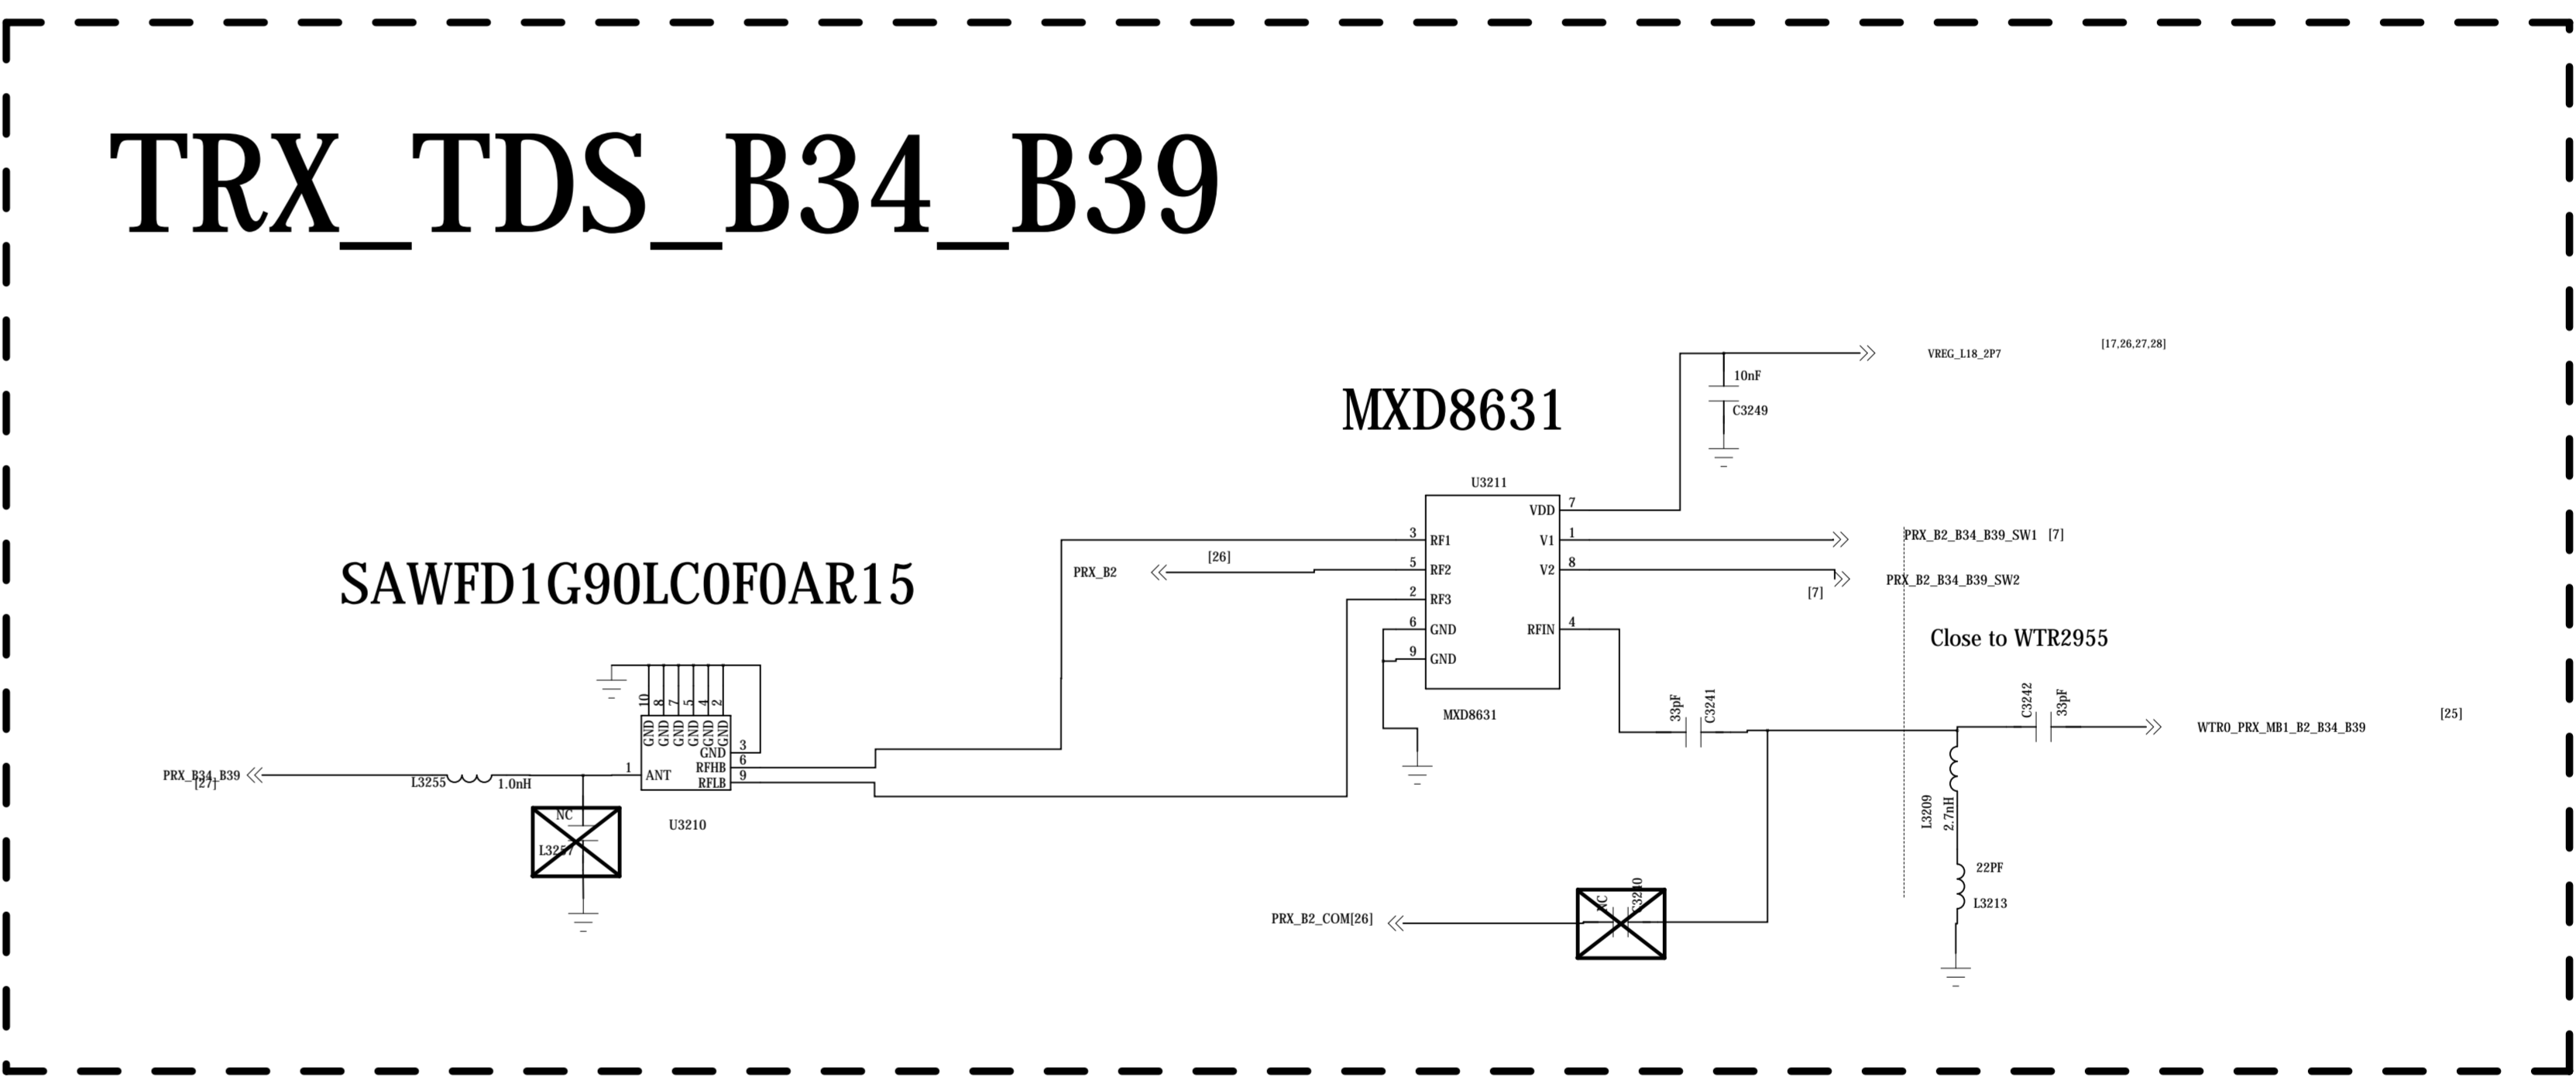 TRX_TDS_B34_B39
VREG_L18_2P7
[17,26,27,28]
10nF
C3249
MXD8631
U3211
VDD 7
3 RF1
V1 1
PRX_B2_B34_B39_SW1 [7]
PRX_B2
[26]
5 RF2
V2 8
PRX_B2_B34_B39_SW2
[7]
2 RF3
6 GND
RFIN 4
9 GND
MXD8631
Close to WTR2955
SAWFD1G90LC0F0AR15
10 8 7 5 4 2
GND GND GND GND GND GND
GND 3
RFHB 6
RFLB 9
1 ANT
U3210
PRX_B34_B39
[27]
L3255
1.0nH
NC
L3257
33pF
C3241
C3242
33pF
WTR0_PRX_MB1_B2_B34_B39
[25]
L3209
2.7nH
22PF
L3213
PRX_B2_COM[26]
NC
C3240